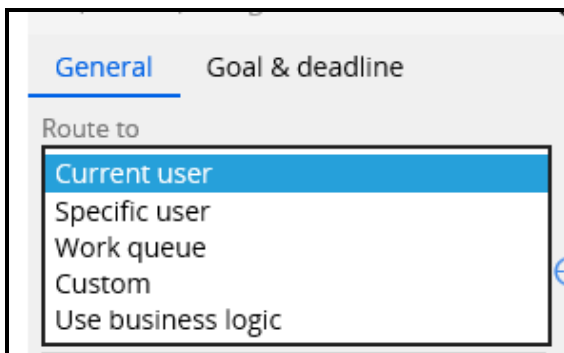 General Goal & deadline
Route to
Current user
Specific user
Work queue
Custom
Use business logic